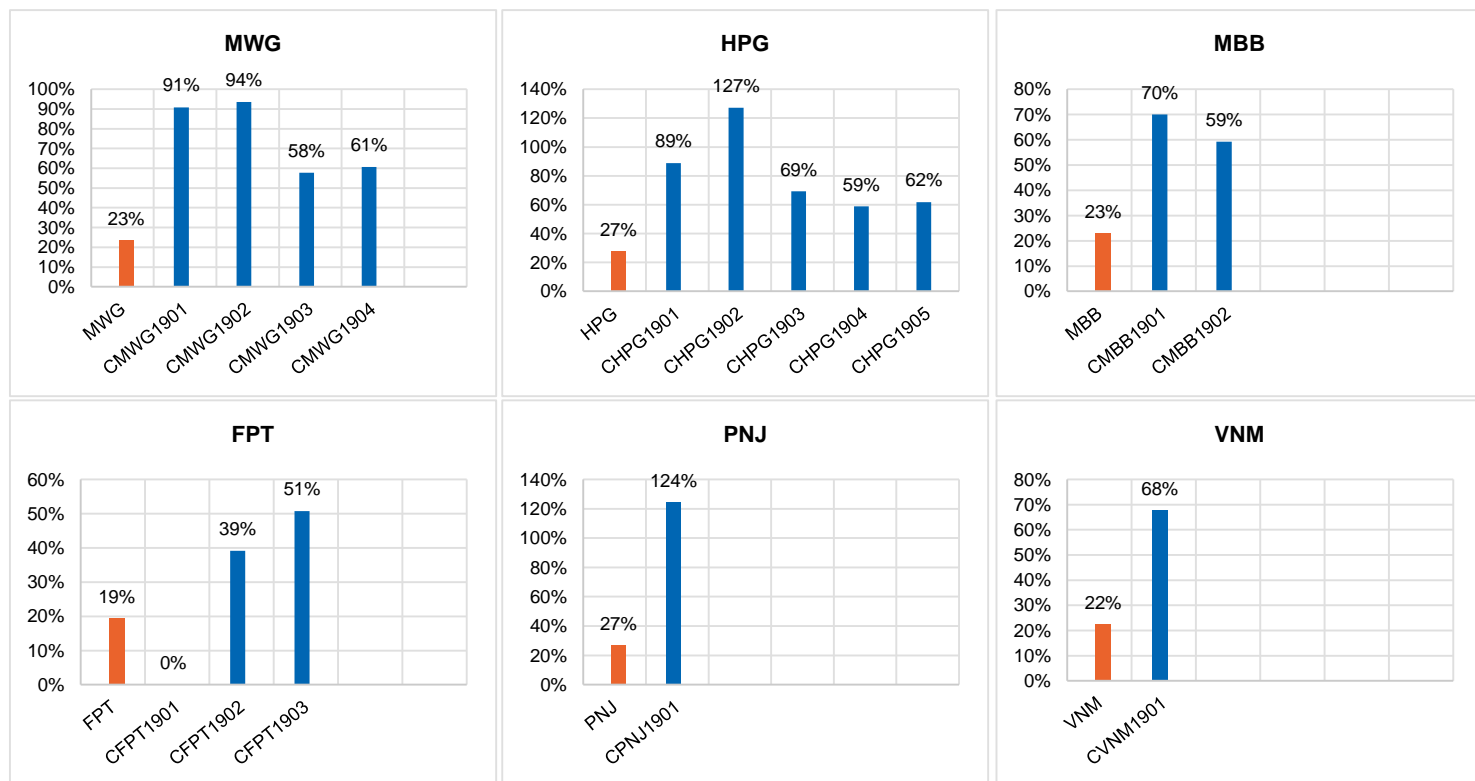 MWG
100%
90%
80%
70%
60%
50%
40%
30%
20%
10%
0%
23%
91%
94%
58%
61%
MWG
CMWG1901
CMWG1902
CMWG1903
CMWG1904
HPG
140%
120%
100%
80%
60%
40%
20%
0%
27%
89%
127%
69%
59%
62%
HPG
CHPG1901
CHPG1902
CHPG1903
CHPG1904
CHPG1905
MBB
80%
70%
60%
50%
40%
30%
20%
10%
0%
23%
70%
59%
MBB
CMBB1901
CMBB1902
FPT
60%
50%
40%
30%
20%
10%
0%
19%
0%
39%
51%
FPT
CFPT1901
CFPT1902
CFPT1903
PNJ
140%
120%
100%
80%
60%
40%
20%
0%
27%
124%
PNJ
CPNJ1901
VNM
80%
70%
60%
50%
40%
30%
20%
10%
0%
22%
68%
VNM
CVNM1901